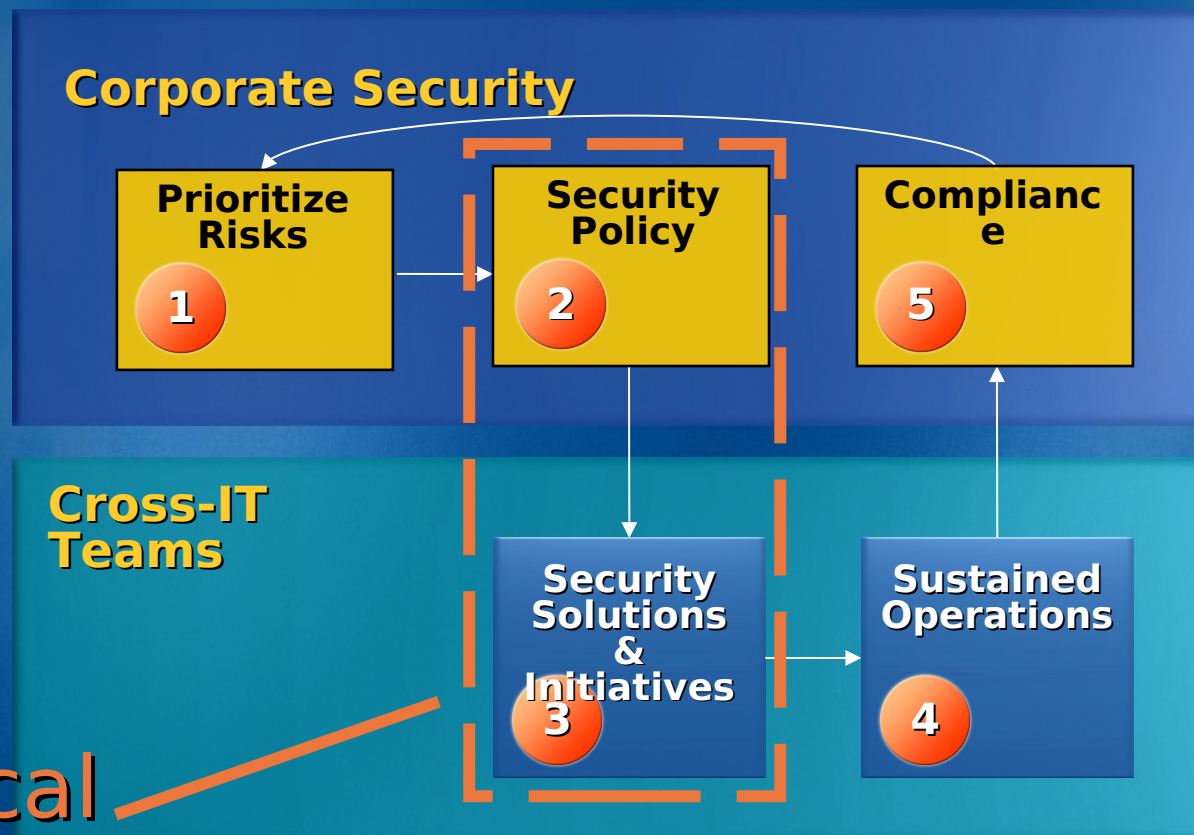 Corporate Security
Prioritize
Risks
1
Security
Policy
2
Complianc
e
5
Cross-IT
Teams
Security
Solutions
&
Initiatives
3
Sustained
Operations
4
cal